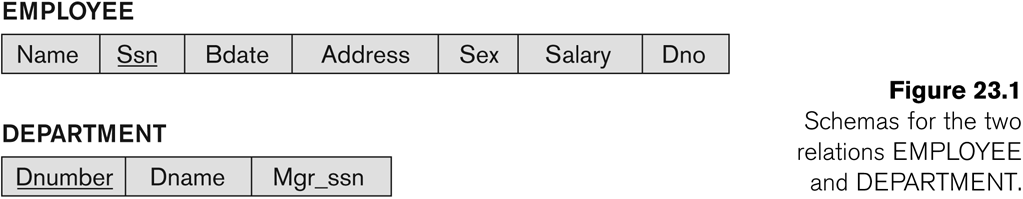 EMPLOYEE
Name Ssn Bdate Address Sex Salary Dno
DEPARTMENT
Dnumber Dname Mgr_ssn
Figure 23.1
Schemas for the two
relations EMPLOYEE
and DEPARTMENT.